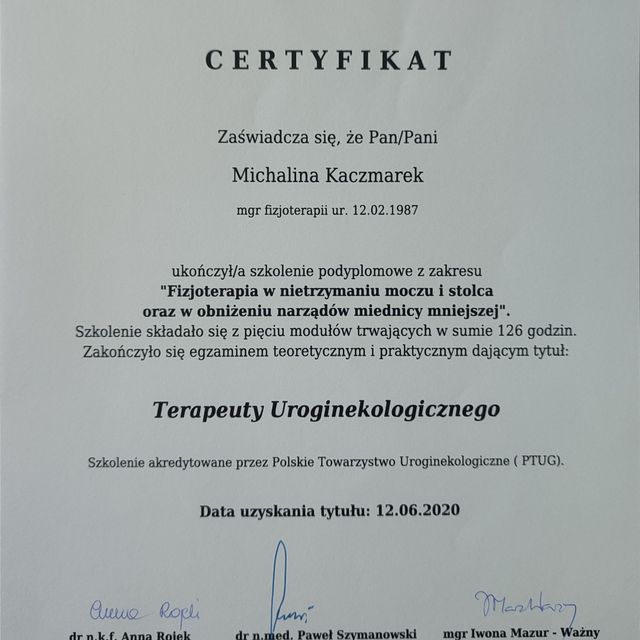 CERTYFIKAT
Zaświadcza się, że Pan/Pani
Michalina Kaczmarek
mgr fizjoterapii ur. 12.02.1987
ukończył/a szkolenie podyplomowe z zakresu
"Fizjoterapia w nietrzymaniu moczu i stolca
oraz w obniżeniu narządów miednicy mniejszej".
Szkolenie składało się z pięciu modułów trwających w sumie 126 godzin.
Zakończyło się egzaminem teoretycznym i praktycznym dającym tytuł:
Terapeuty Uroginekologicznego
Szkolenie akredytowane przez Polskie Towarzystwo Uroginekologiczne ( PTUG).
Data uzyskania tytułu: 12.06.2020
dr n.k.f. Anna Rojek dr n.med. Paweł Szymanowski mgr Iwona Mazur - Ważny